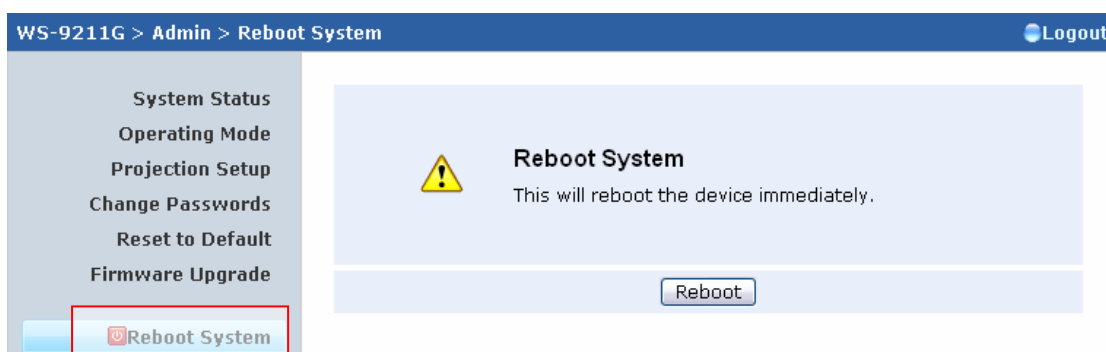 WS-9211G > Admin > Reboot System
Logout
System Status
Operating Mode
Projection Setup
Change Passwords
Reset to Default
Firmware Upgrade
Reboot System
Reboot System
This will reboot the device immediately.
Reboot